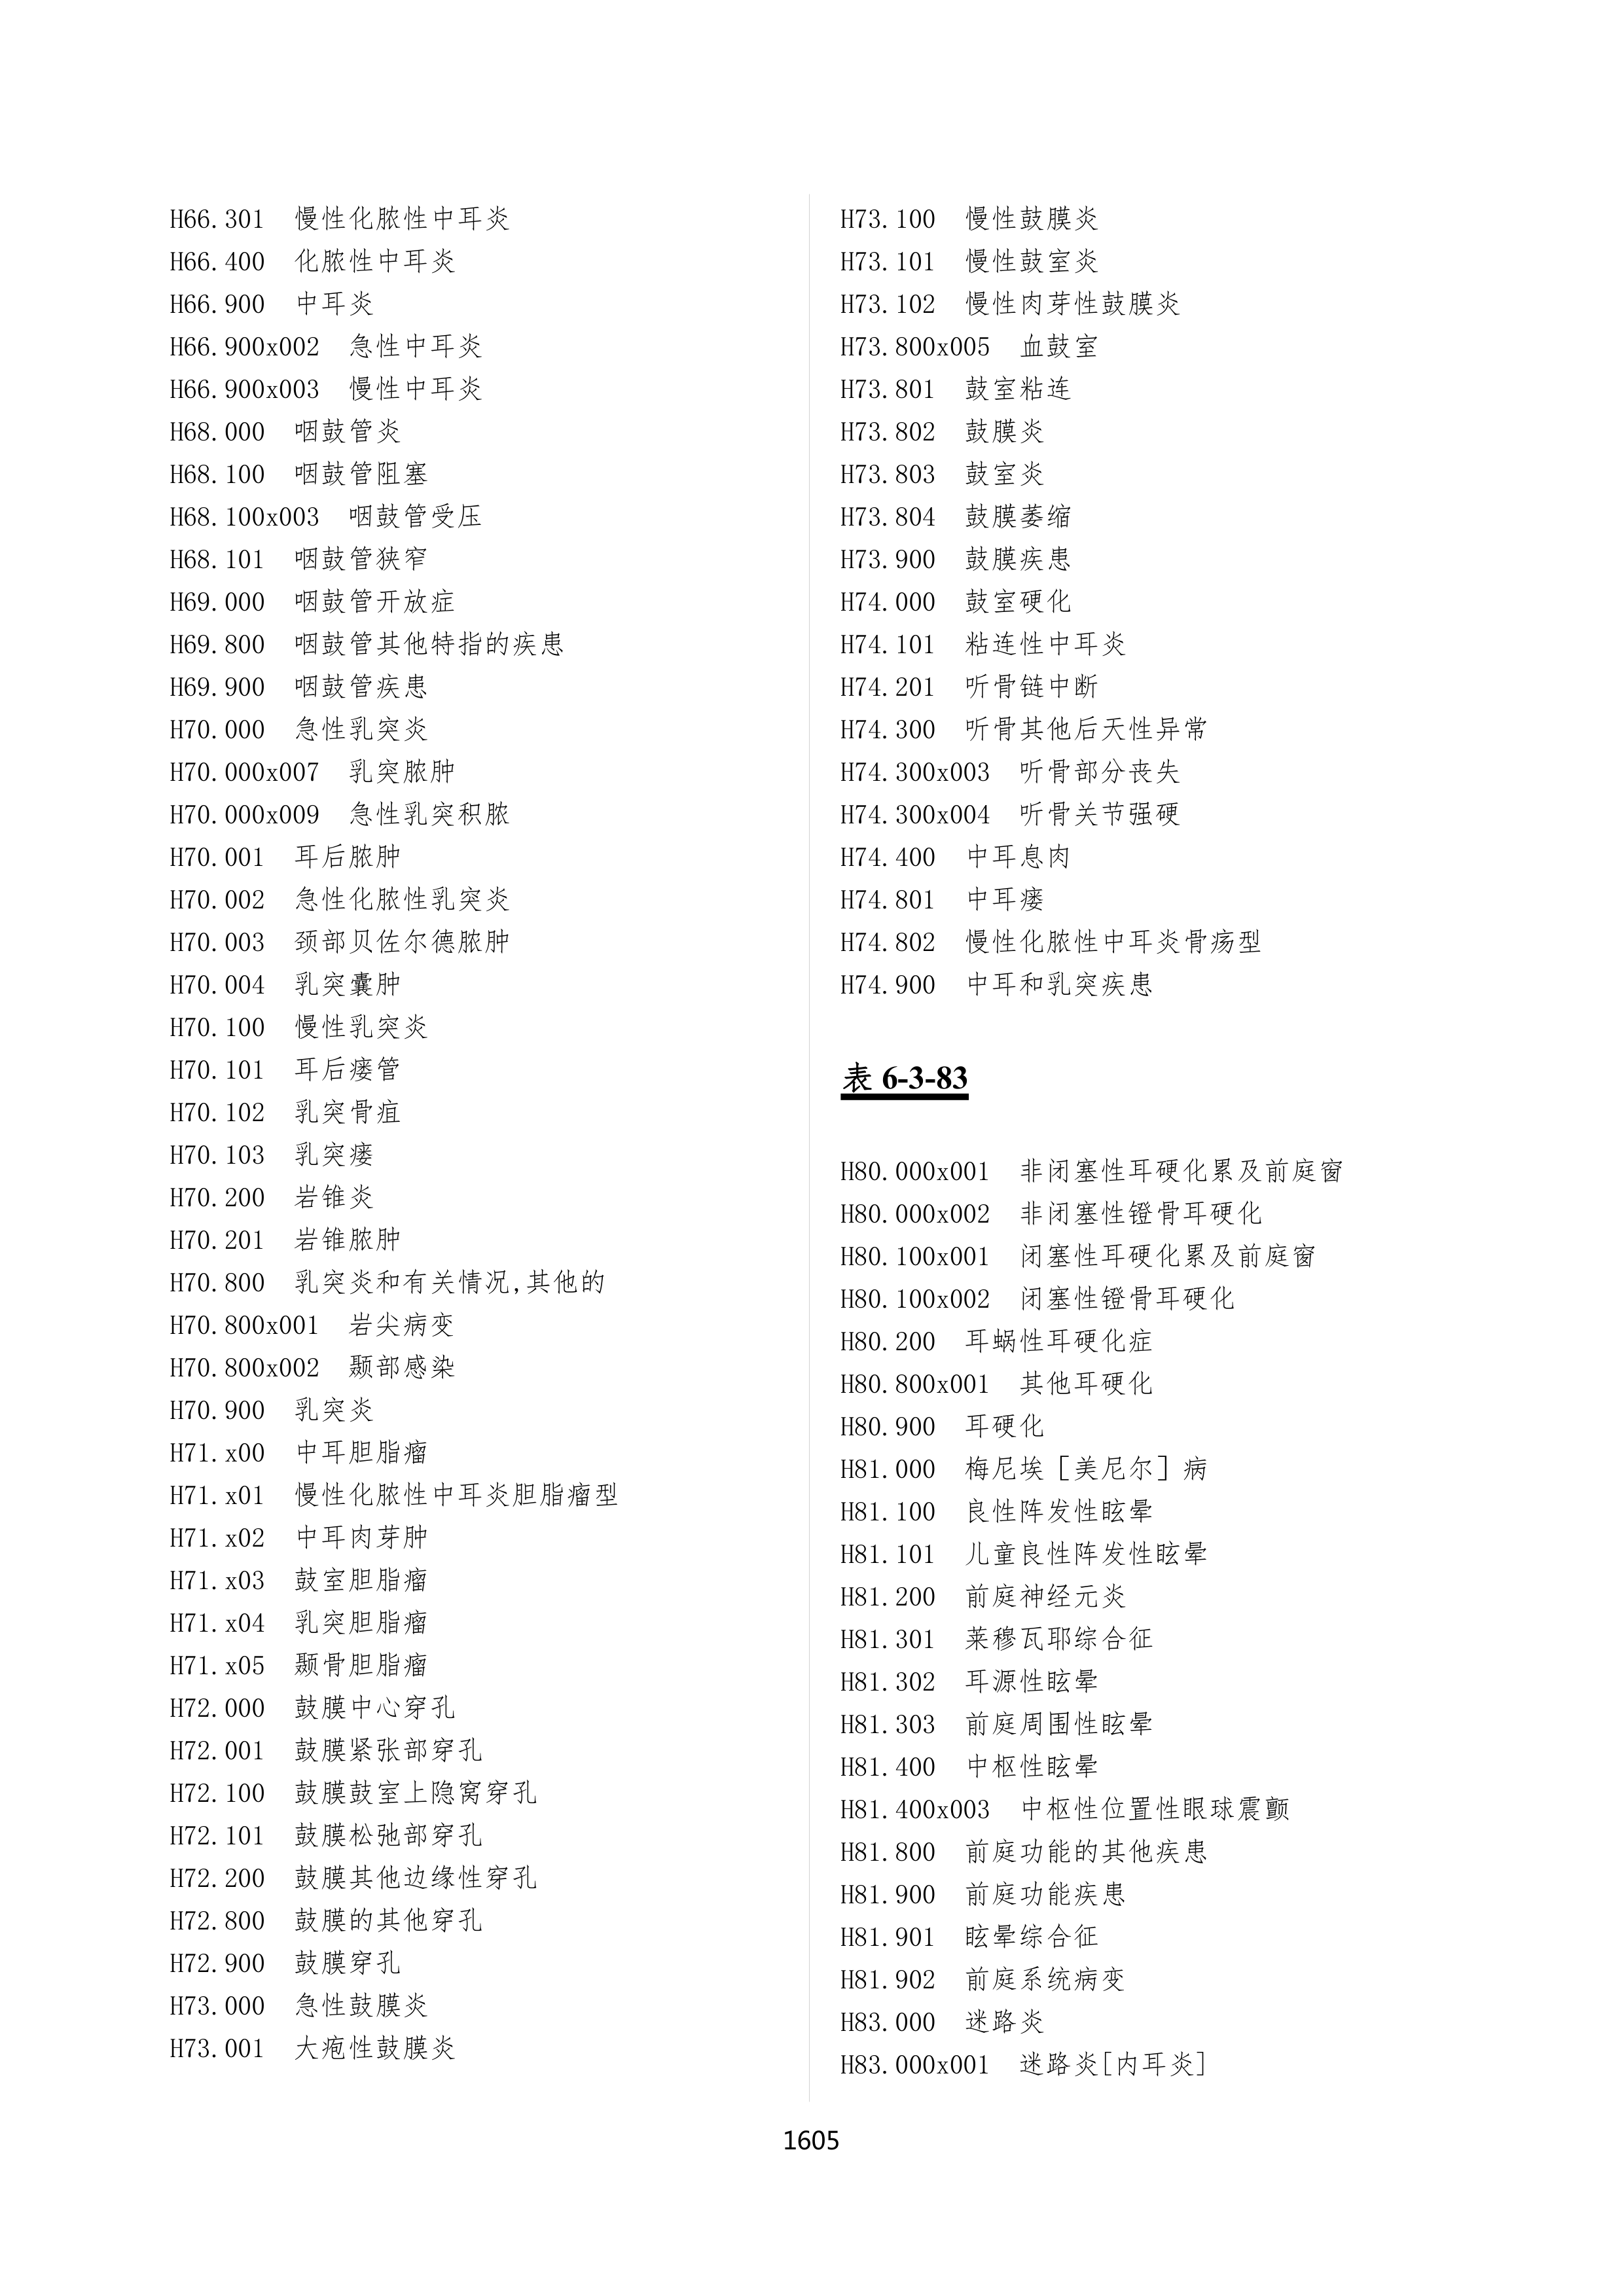 H66.301 慢性化脓性中耳炎
H66.400 化脓性中耳炎
H66.900 中耳炎
H66.900x002 急性中耳炎
H66.900x003 慢性中耳炎
H68.000 咽鼓管炎
H68.100 咽鼓管阻塞
H68.100x003 咽鼓管受压
H68.101 咽鼓管狭窄
H69.000 咽鼓管开放症
H69.800 咽鼓管其他特指的疾患
H69.900 咽鼓管疾患
H70.000 急性乳突炎
H70.000x007 乳突脓肿
H70.000x009 急性乳突积脓
H70.001 耳后脓肿
H70.002 急性化脓性乳突炎
H70.003 颈部贝佐尔德脓肿
H70.004 乳突囊肿
H70.100 慢性乳突炎
H70.101 耳后瘘管
H70.102 乳突骨疽
H70.103 乳突瘘
H70.200 岩锥炎
H70.201 岩锥脓肿
H70.800 乳突炎和有关情况,其他的
H70.800x001 岩尖病变
H70.800x002 颞部感染
H70.900 乳突炎
H71.x00 中耳胆脂瘤
H71.x01 慢性化脓性中耳炎胆脂瘤型
H71.x02 中耳肉芽肿
H71.x03 鼓室胆脂瘤
H71.x04 乳突胆脂瘤
H71.x05 颞骨胆脂瘤
H72.000 鼓膜中心穿孔
H72.001 鼓膜紧张部穿孔
H72.100 鼓膜鼓室上隐窝穿孔
H72.101 鼓膜松弛部穿孔
H72.200 鼓膜其他边缘性穿孔
H72.800 鼓膜的其他穿孔
H72.900 鼓膜穿孔
H73.000 急性鼓膜炎
H73.001 大疱性鼓膜炎
H73.100 慢性鼓膜炎
H73.101 慢性鼓室炎
H73.102 慢性肉芽性鼓膜炎
H73.800x005 血鼓室
H73.801 鼓室粘连
H73.802 鼓膜炎
H73.803 鼓室炎
H73.804 鼓膜萎缩
H73.900 鼓膜疾患
H74.000 鼓室硬化
H74.101 粘连性中耳炎
H74.201 听骨链中断
H74.300 听骨其他后天性异常
H74.300x003 听骨部分丧失
H74.300x004 听骨关节强硬
H74.400 中耳息肉
H74.801 中耳瘘
H74.802 慢性化脓性中耳炎骨疡型
H74.900 中耳和乳突疾患
表 6-3-83
H80.000x001 非闭塞性耳硬化累及前庭窗
H80.000x002 非闭塞性镫骨耳硬化
H80.100x001 闭塞性耳硬化累及前庭窗
H80.100x002 闭塞性镫骨耳硬化
H80.200 耳蜗性耳硬化症
H80.800x001 其他耳硬化
H80.900 耳硬化
H81.000 梅尼埃［美尼尔］病
H81.100 良性阵发性眩晕
H81.101 儿童良性阵发性眩晕
H81.200 前庭神经元炎
H81.301 莱穆瓦耶综合征
H81.302 耳源性眩晕
H81.303 前庭周围性眩晕
H81.400 中枢性眩晕
H81.400x003 中枢性位置性眼球震颤
H81.800 前庭功能的其他疾患
H81.900 前庭功能疾患
H81.901 眩晕综合征
H81.902 前庭系统病变
H83.000 迷路炎
H83.000x001 迷路炎[内耳炎]
1605